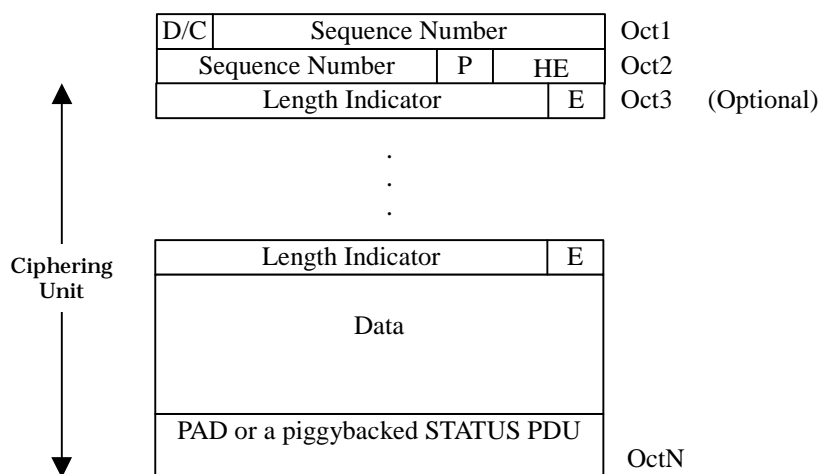 D/C Sequence Number Oct1
Sequence Number P HE Oct2
Length Indicator E Oct3 (Optional)
.
.
.
Length Indicator E
Ciphering
Unit
Data
PAD or a piggybacked STATUS PDU
OctN